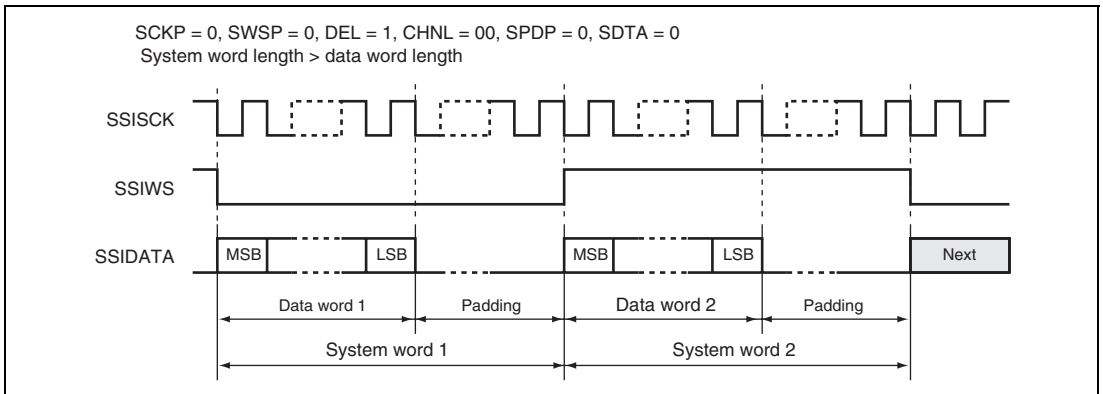 SCKP = 0, SWSP = 0, DEL = 1, CHNL = 00, SPDP = 0, SDTA = 0
System word length > data word length
SSISCK
SSIWS
SSIDATA
MSB
LSB
MSB
LSB
Next
Data word 1
Padding
Data word 2
Padding
System word 1
System word 2